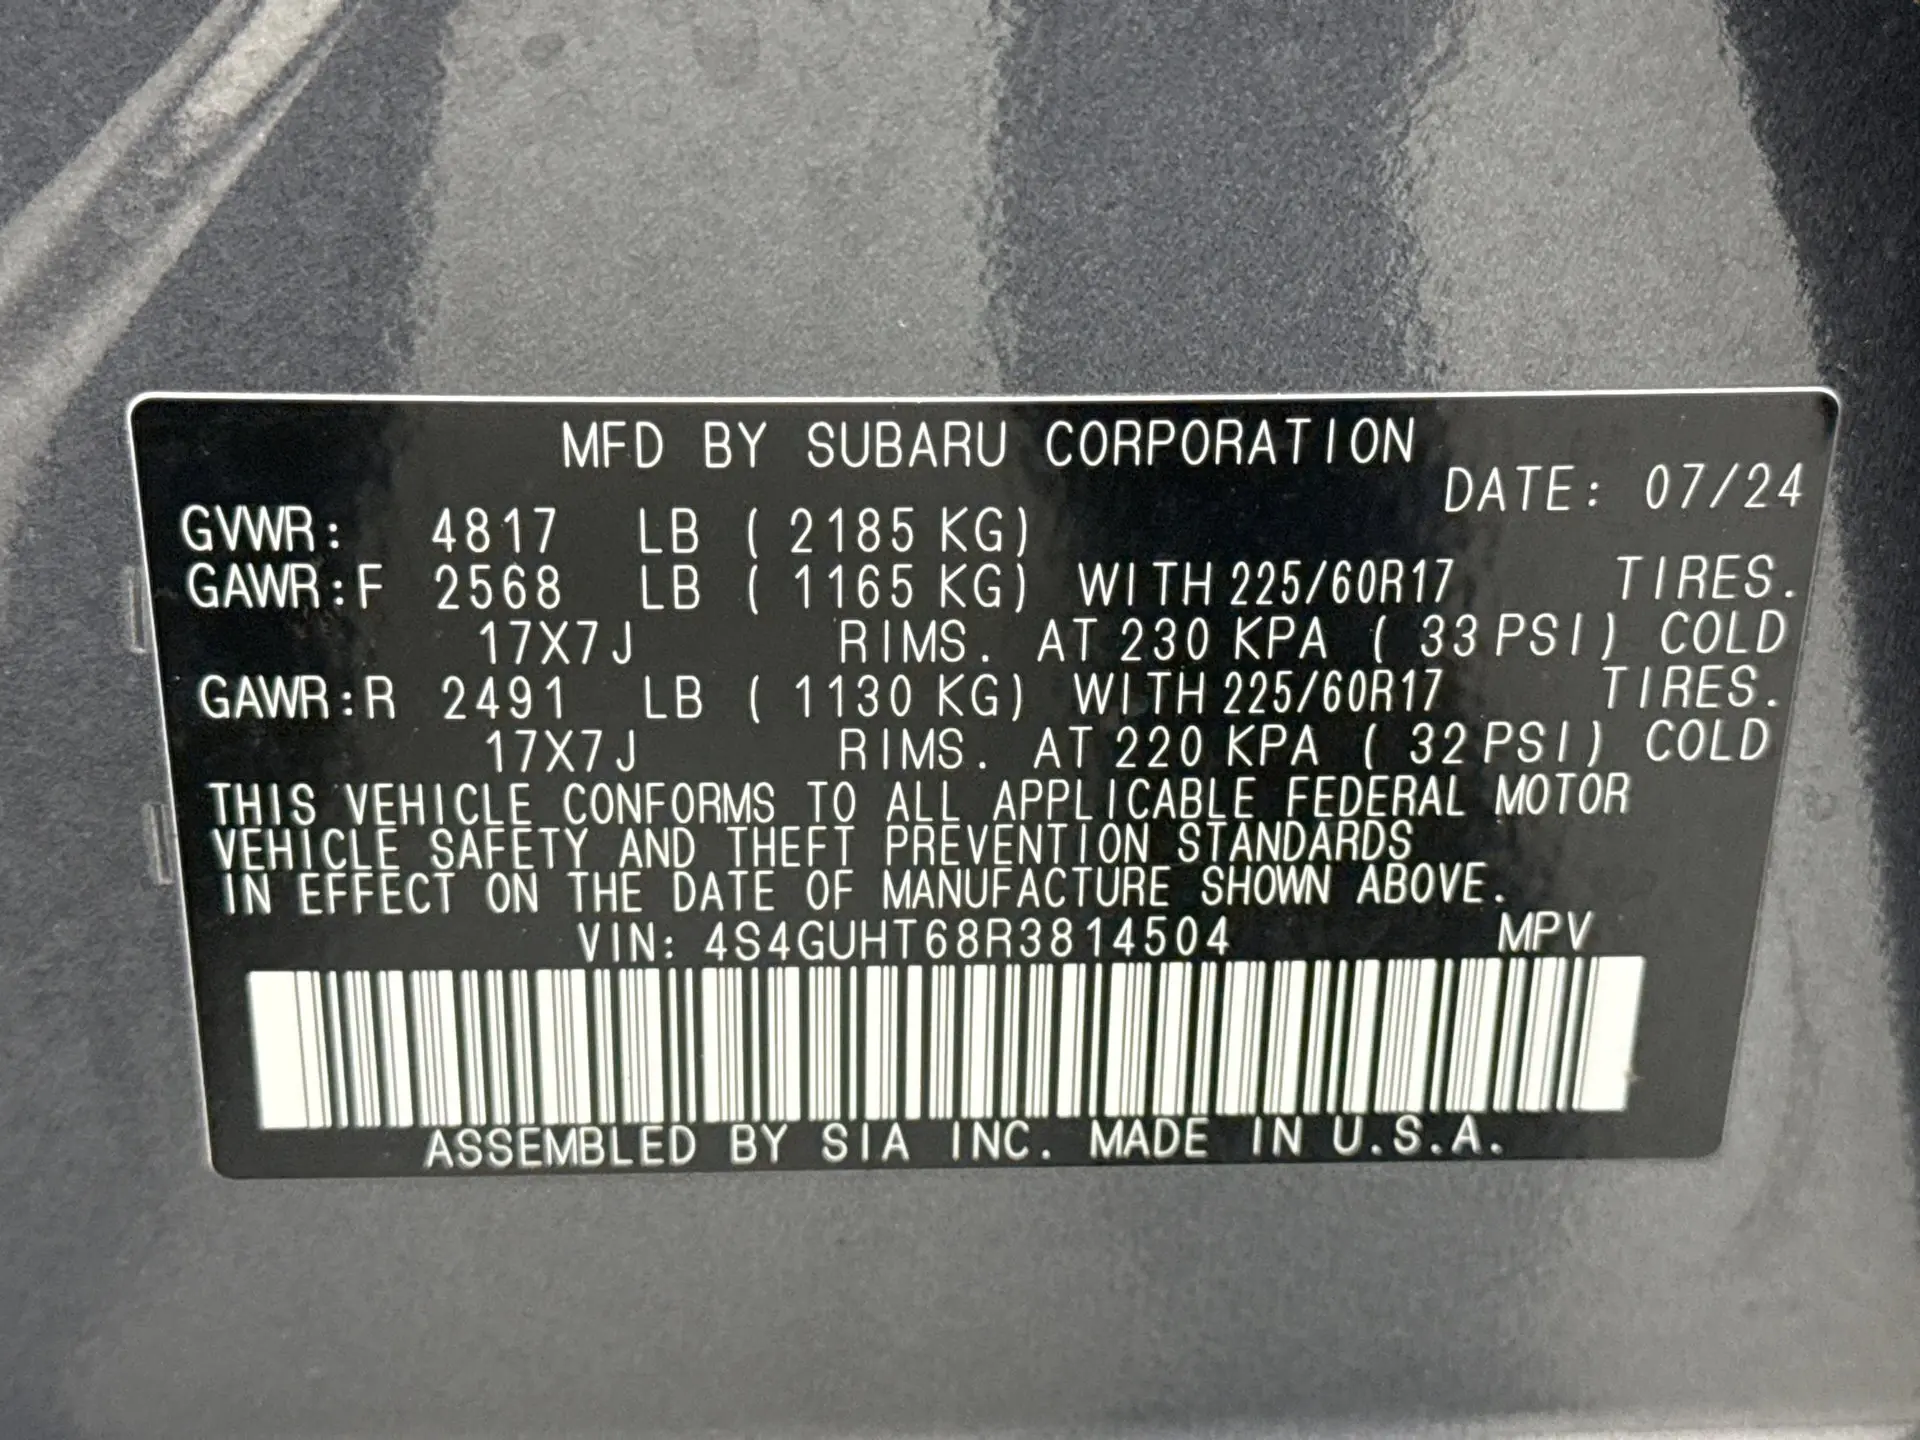 MFD BY SUBARU CORPORATION
DATE: 07/24
GVWR: 4817 LB ( 2185 KG)
GAWR:F 2568 LB ( 1165 KG) WITH 225/60R17 TIRES.
17X7J RIMS. AT 230 KPA ( 33 PSI) COLD
GAWR:R 2491 LB ( 1130 KG) WITH 225/60R17 TIRES.
17X7J RIMS. AT 220 KPA ( 32 PSI) COLD
THIS VEHICLE CONFORMS TO ALL APPLICABLE FEDERAL MOTOR
VEHICLE SAFETY AND THEFT PREVENTION STANDARDS
IN EFFECT ON THE DATE OF MANUFACTURE SHOWN ABOVE.
VIN: 4S4GUHT68R3814504 MPV
ASSEMBLED BY SIA INC. MADE IN U.S.A.